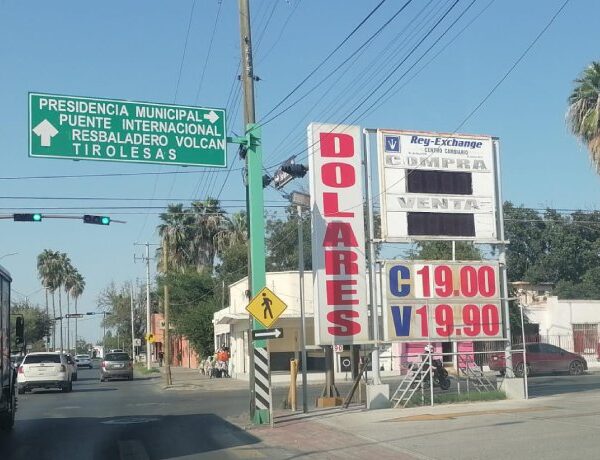 PRESIDENCIA MUNICIPAL
PUENTE INTERNACIONAL
RESBALADERO VOLCAN
TIROLESAS
DOLARES
Rey-Exchange
CENTRO CAMBIARIO
COMPRA
VENTA
C 19.00
V 19.90